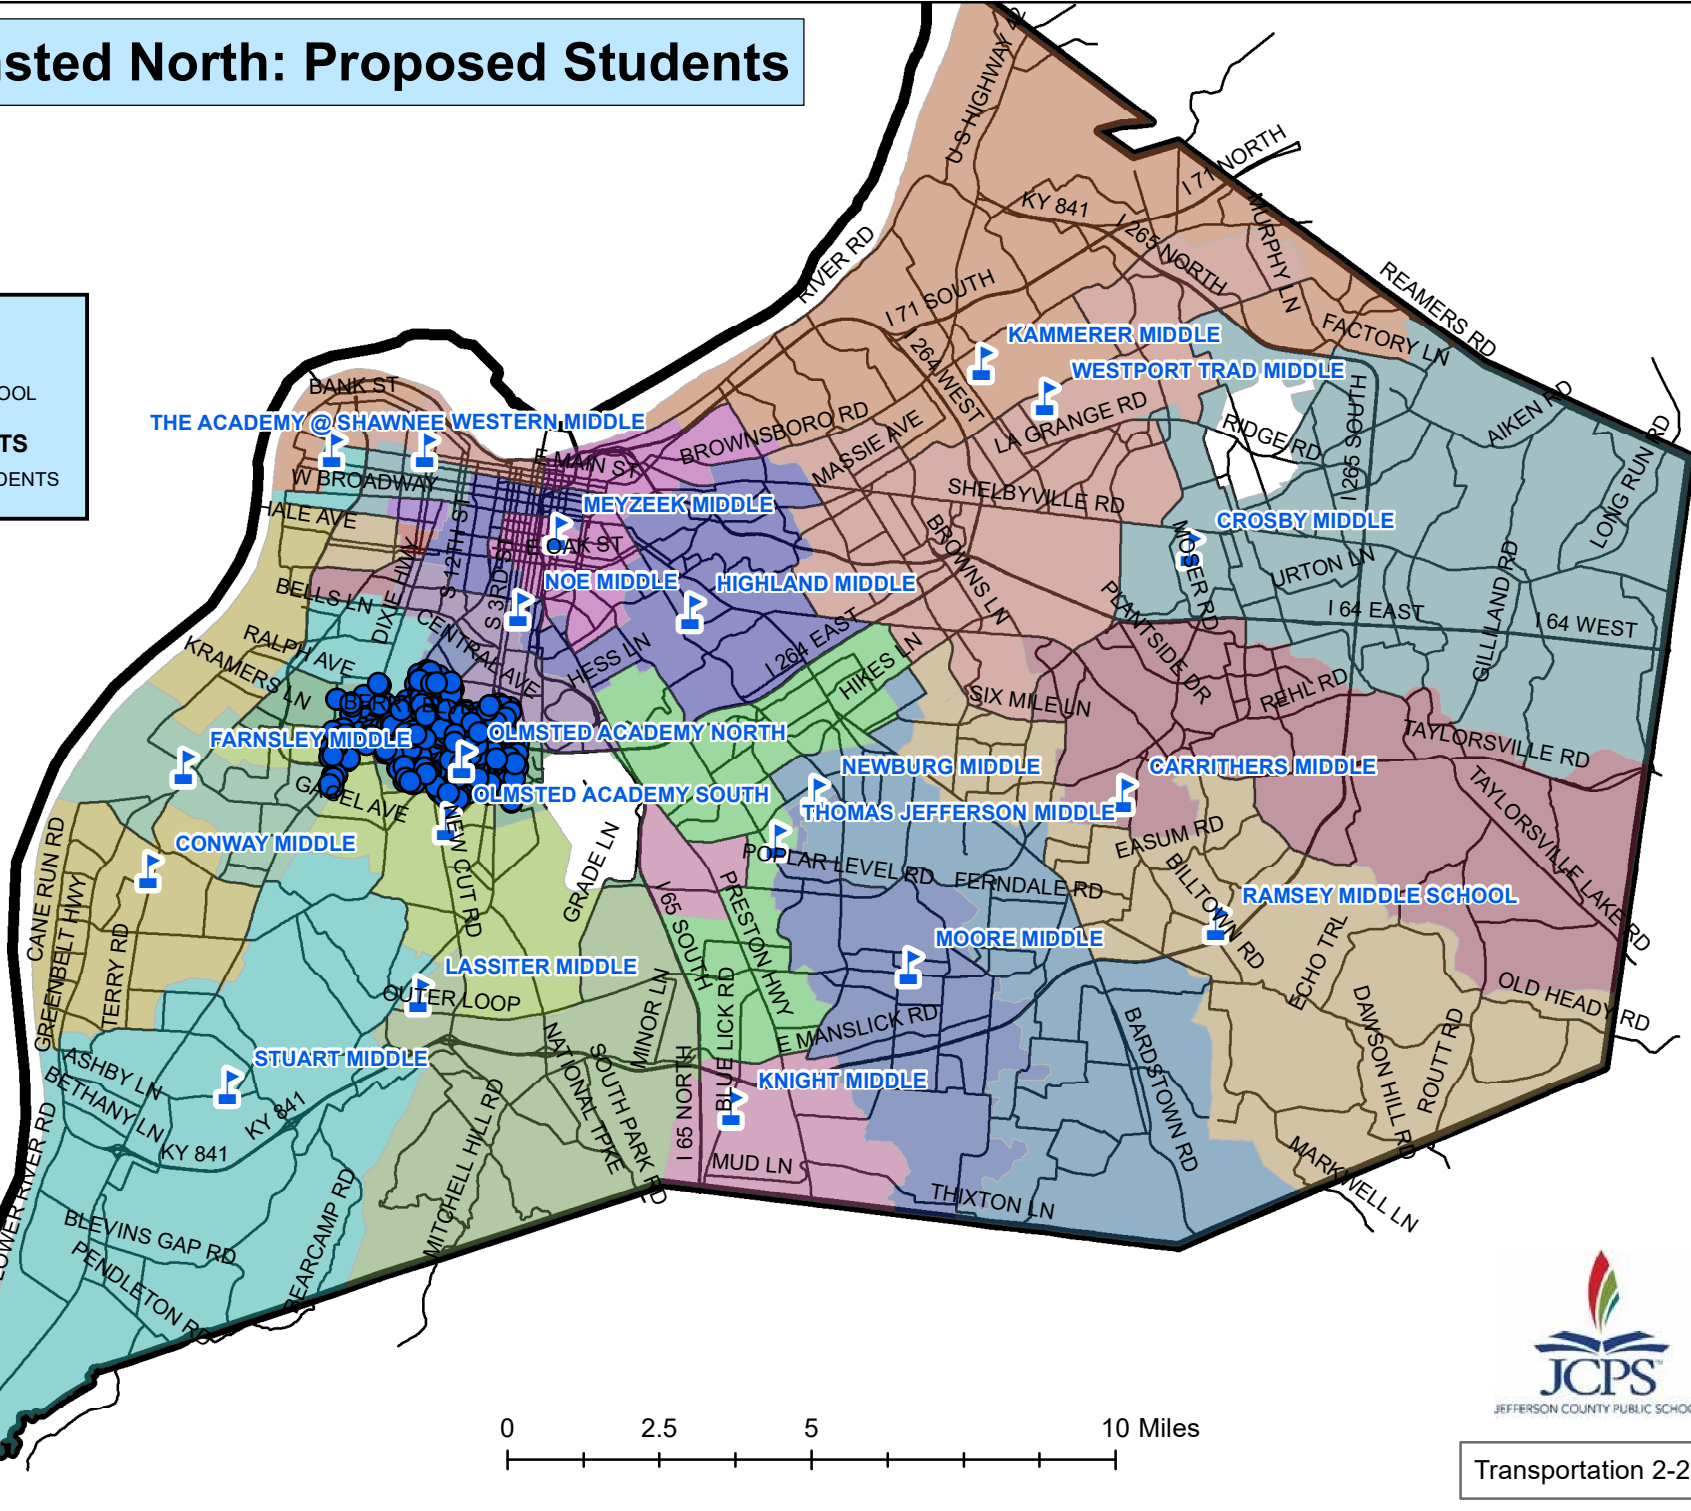 sted North: Proposed Students
OOL
TS
DENTS
U S HIGHWAY 42
I 71 NORTH
KY 841
I 265 NORTH
MURPHY LN
RIVER RD
REAMERS RD
I 71 SOUTH
FACTORY LN
I 264 WEST
KAMMERER MIDDLE
WESTPORT TRAD MIDDLE
BANK ST
THE ACADEMY @ SHAWNEE
WESTERN MIDDLE
BROWNSBORO RD
MASSIE AVE
LA GRANGE RD
RIDGE RD
I 265 SOUTH
AIKEN RD
LONG RUN RD
E MAIN ST
W BROADWAY
SHELBYVILLE RD
HALE AVE
MEYZEEK MIDDLE
CROSBY MIDDLE
E OAK ST
S 12TH ST
DIXIE HWY
S 3RD ST
BROWNS LN
MOSER RD
URTON LN
GILLILAND RD
NOE MIDDLE
HIGHLAND MIDDLE
BELLS LN
PLANTSIDE DR
I 64 EAST
I 64 WEST
RALPH AVE
KRAMERS LN
CENTRAL AVE
HESS LN
I 264 EAST
HIKES LN
SIX MILE LN
REHL RD
TAYLORSVILLE RD
FARNSLEY MIDDLE
OLMSTED ACADEMY NORTH
NEWBURG MIDDLE
CARRITHERS MIDDLE
GAGEL AVE
OLMSTED ACADEMY SOUTH
THOMAS JEFFERSON MIDDLE
TAYLORSVILLE LAKE RD
CONWAY MIDDLE
NEW CUT RD
GRADE LN
POPLAR LEVEL RD
FERNDALE RD
EASUM RD
BILLTOWN RD
RAMSEY MIDDLE SCHOOL
CANE RUN RD
GREENBELT HWY
TERRY RD
I 65 SOUTH
PRESTON HWY
MOORE MIDDLE
ECHO TRL
LASSITER MIDDLE
OUTER LOOP
MINOR LN
BLUE LICK RD
E MANSLICK RD
OLD HEADY RD
DAWSON HILL RD
ROUTT RD
STUART MIDDLE
NATIONAL TPKE
SOUTH PARK RD
I 65 NORTH
KNIGHT MIDDLE
BARDSTOWN RD
ASHBY LN
BETHANY LN
KY 841
KY 841
MITCHELL HILL RD
MUD LN
THIXTON LN
MARKWELL LN
LOWER RIVER RD
BLEVINS GAP RD
BEARCAMP RD
PENDLETON RD
0 2.5 5 10 Miles
JCPS
JEFFERSON COUNTY PUBLIC SCHOO
Transportation 2-2